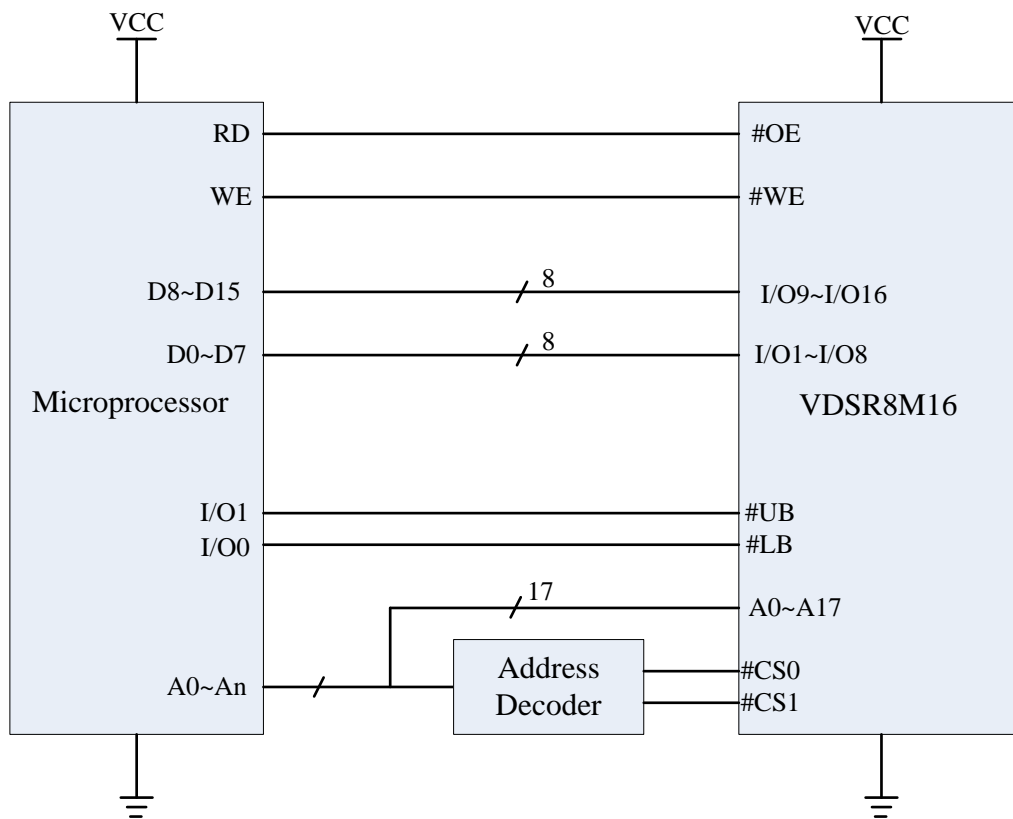 VCC
VCC
RD
#OE
WE
#WE
D8~D15
8
I/O9~I/O16
D0~D7
8
I/O1~I/O8
Microprocessor
VDSR8M16
I/O1
#UB
I/O0
#LB
17
A0~A17
A0~An
Address
Decoder
#CS0
#CS1